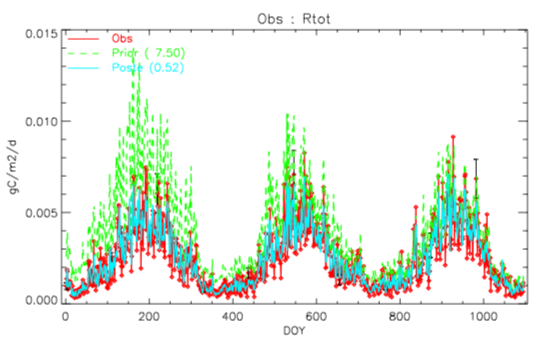 Obs : Rtot
0.015
Obs
Prior ( 7.50)
Poste (0.52)
0.010
gC/m2/d
0.005
0.000
0 200 400 600 800 1000
DOY